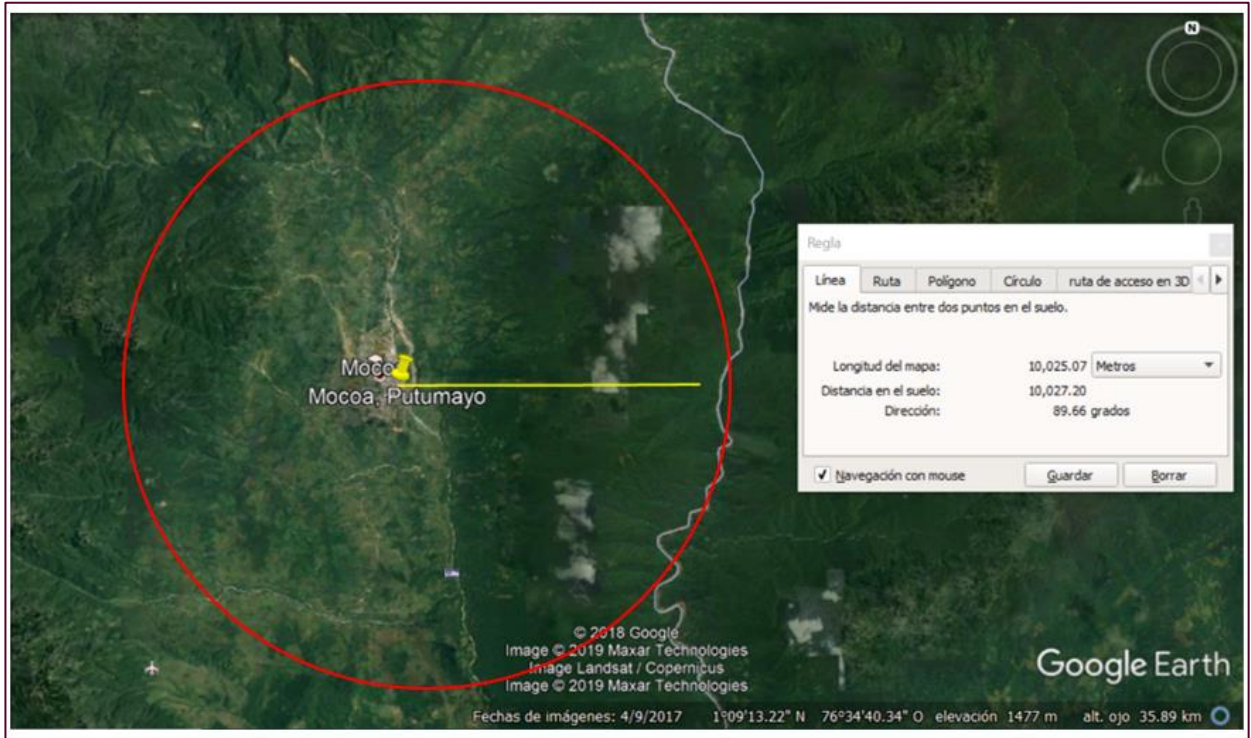 N
Regla
Línea Ruta Polígono Círculo ruta de acceso en 3D
Mide la distancia entre dos puntos en el suelo.
Longitud del mapa: 10,025.07 Metros
Distancia en el suelo: 10,027.20
Dirección: 89.66 grados
Navegación con mouse Guardar Borrar
Moco
Mocoa, Putumayo
© 2018 Google
Image © 2019 Maxar Technologies
Image Landsat / Copernicus
Image © 2019 Maxar Technologies
Google Earth
Fechas de imágenes: 4/9/2017 1°09'13.22" N 76°34'40.34" O elevación 1477 m alt. ojo 35.89 km